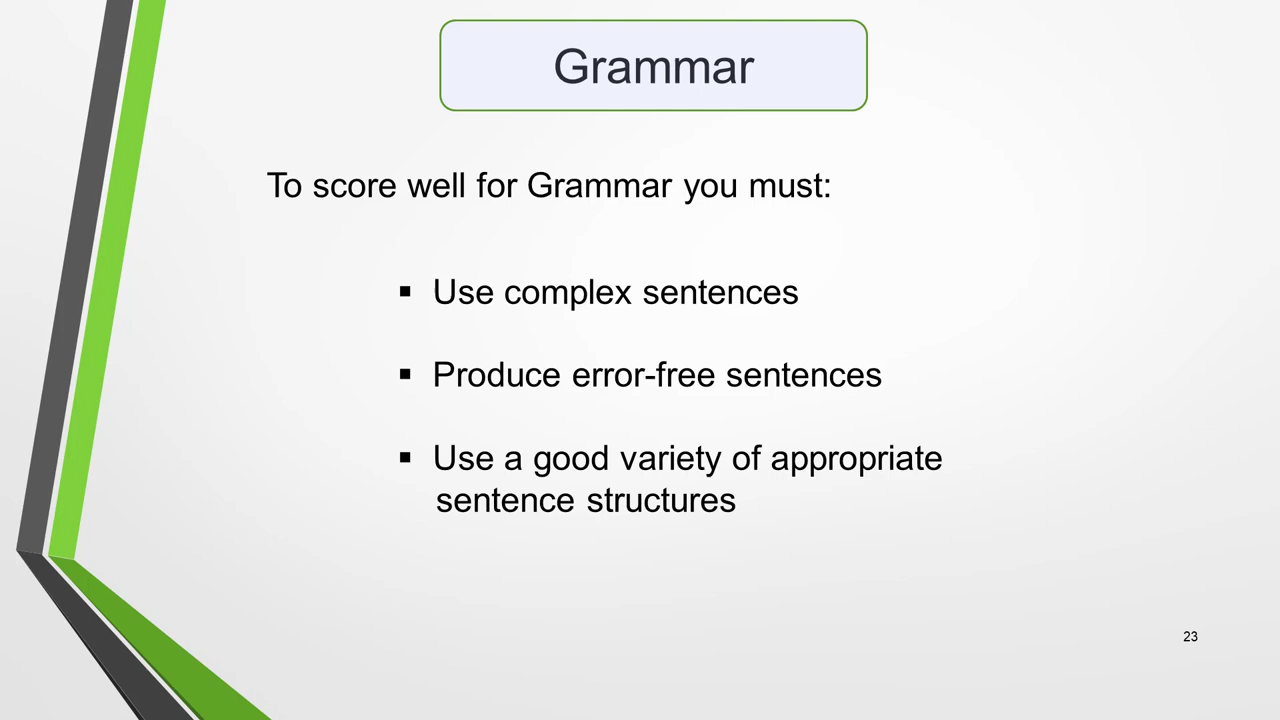 Grammar
To score well for Grammar you must:
▪ Use complex sentences
▪ Produce error-free sentences
▪ Use a good variety of appropriate
sentence structures
23